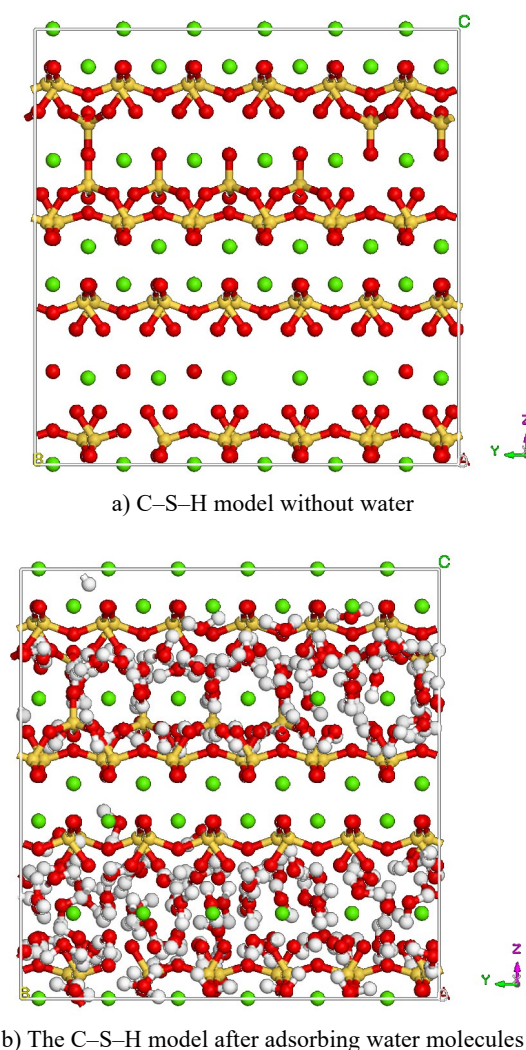 C
Z
Y
B
A
a) C–S–H model without water
C
Z
Y
B
A
b) The C–S–H model after adsorbing water molecules